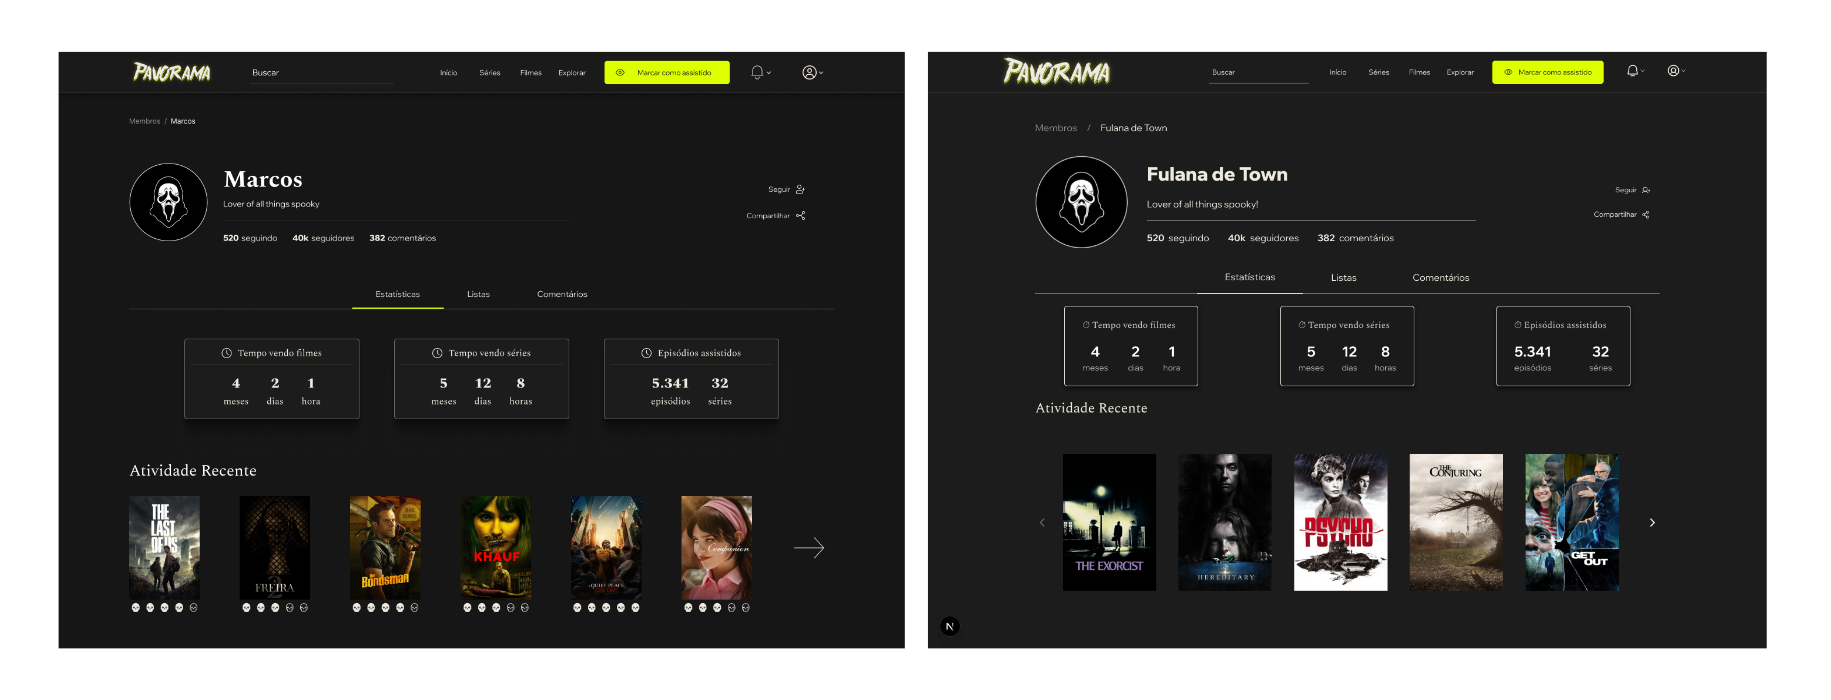 PAVORAMA
Buscar
Início Séries Filmes Explorar
Marcar como assistido
Membros / Marcos
Marcos
Lover of all things spooky
520 seguindo 40k seguidores 382 comentários
Seguir
Compartilhar
Estatísticas Listas Comentários
Tempo vendo filmes
4 2 1
meses dias hora
Tempo vendo séries
5 12 8
meses dias horas
Episódios assistidos
5.341 32
episódios séries
Atividade Recente
THE
LAST
OF US
FREIRA
2
Bondsman
KHAUF
A QUIET PLACE
Companion
PAVORAMA
Buscar
Início Séries Filmes Explorar
Marcar como assistido
Membros / Fulana de Town
Fulana de Town
Lover of all things spooky!
520 seguindo 40k seguidores 382 comentários
Seguir
Compartilhar
Estatísticas Listas Comentários
Tempo vendo filmes
4 2 1
meses dias hora
Tempo vendo séries
5 12 8
meses dias horas
Episódios assistidos
5.341 32
episódios séries
Atividade Recente
THE EXORCIST
HEREDITARY
PSYCHO
THE
CONJURING
GET
OUT
N